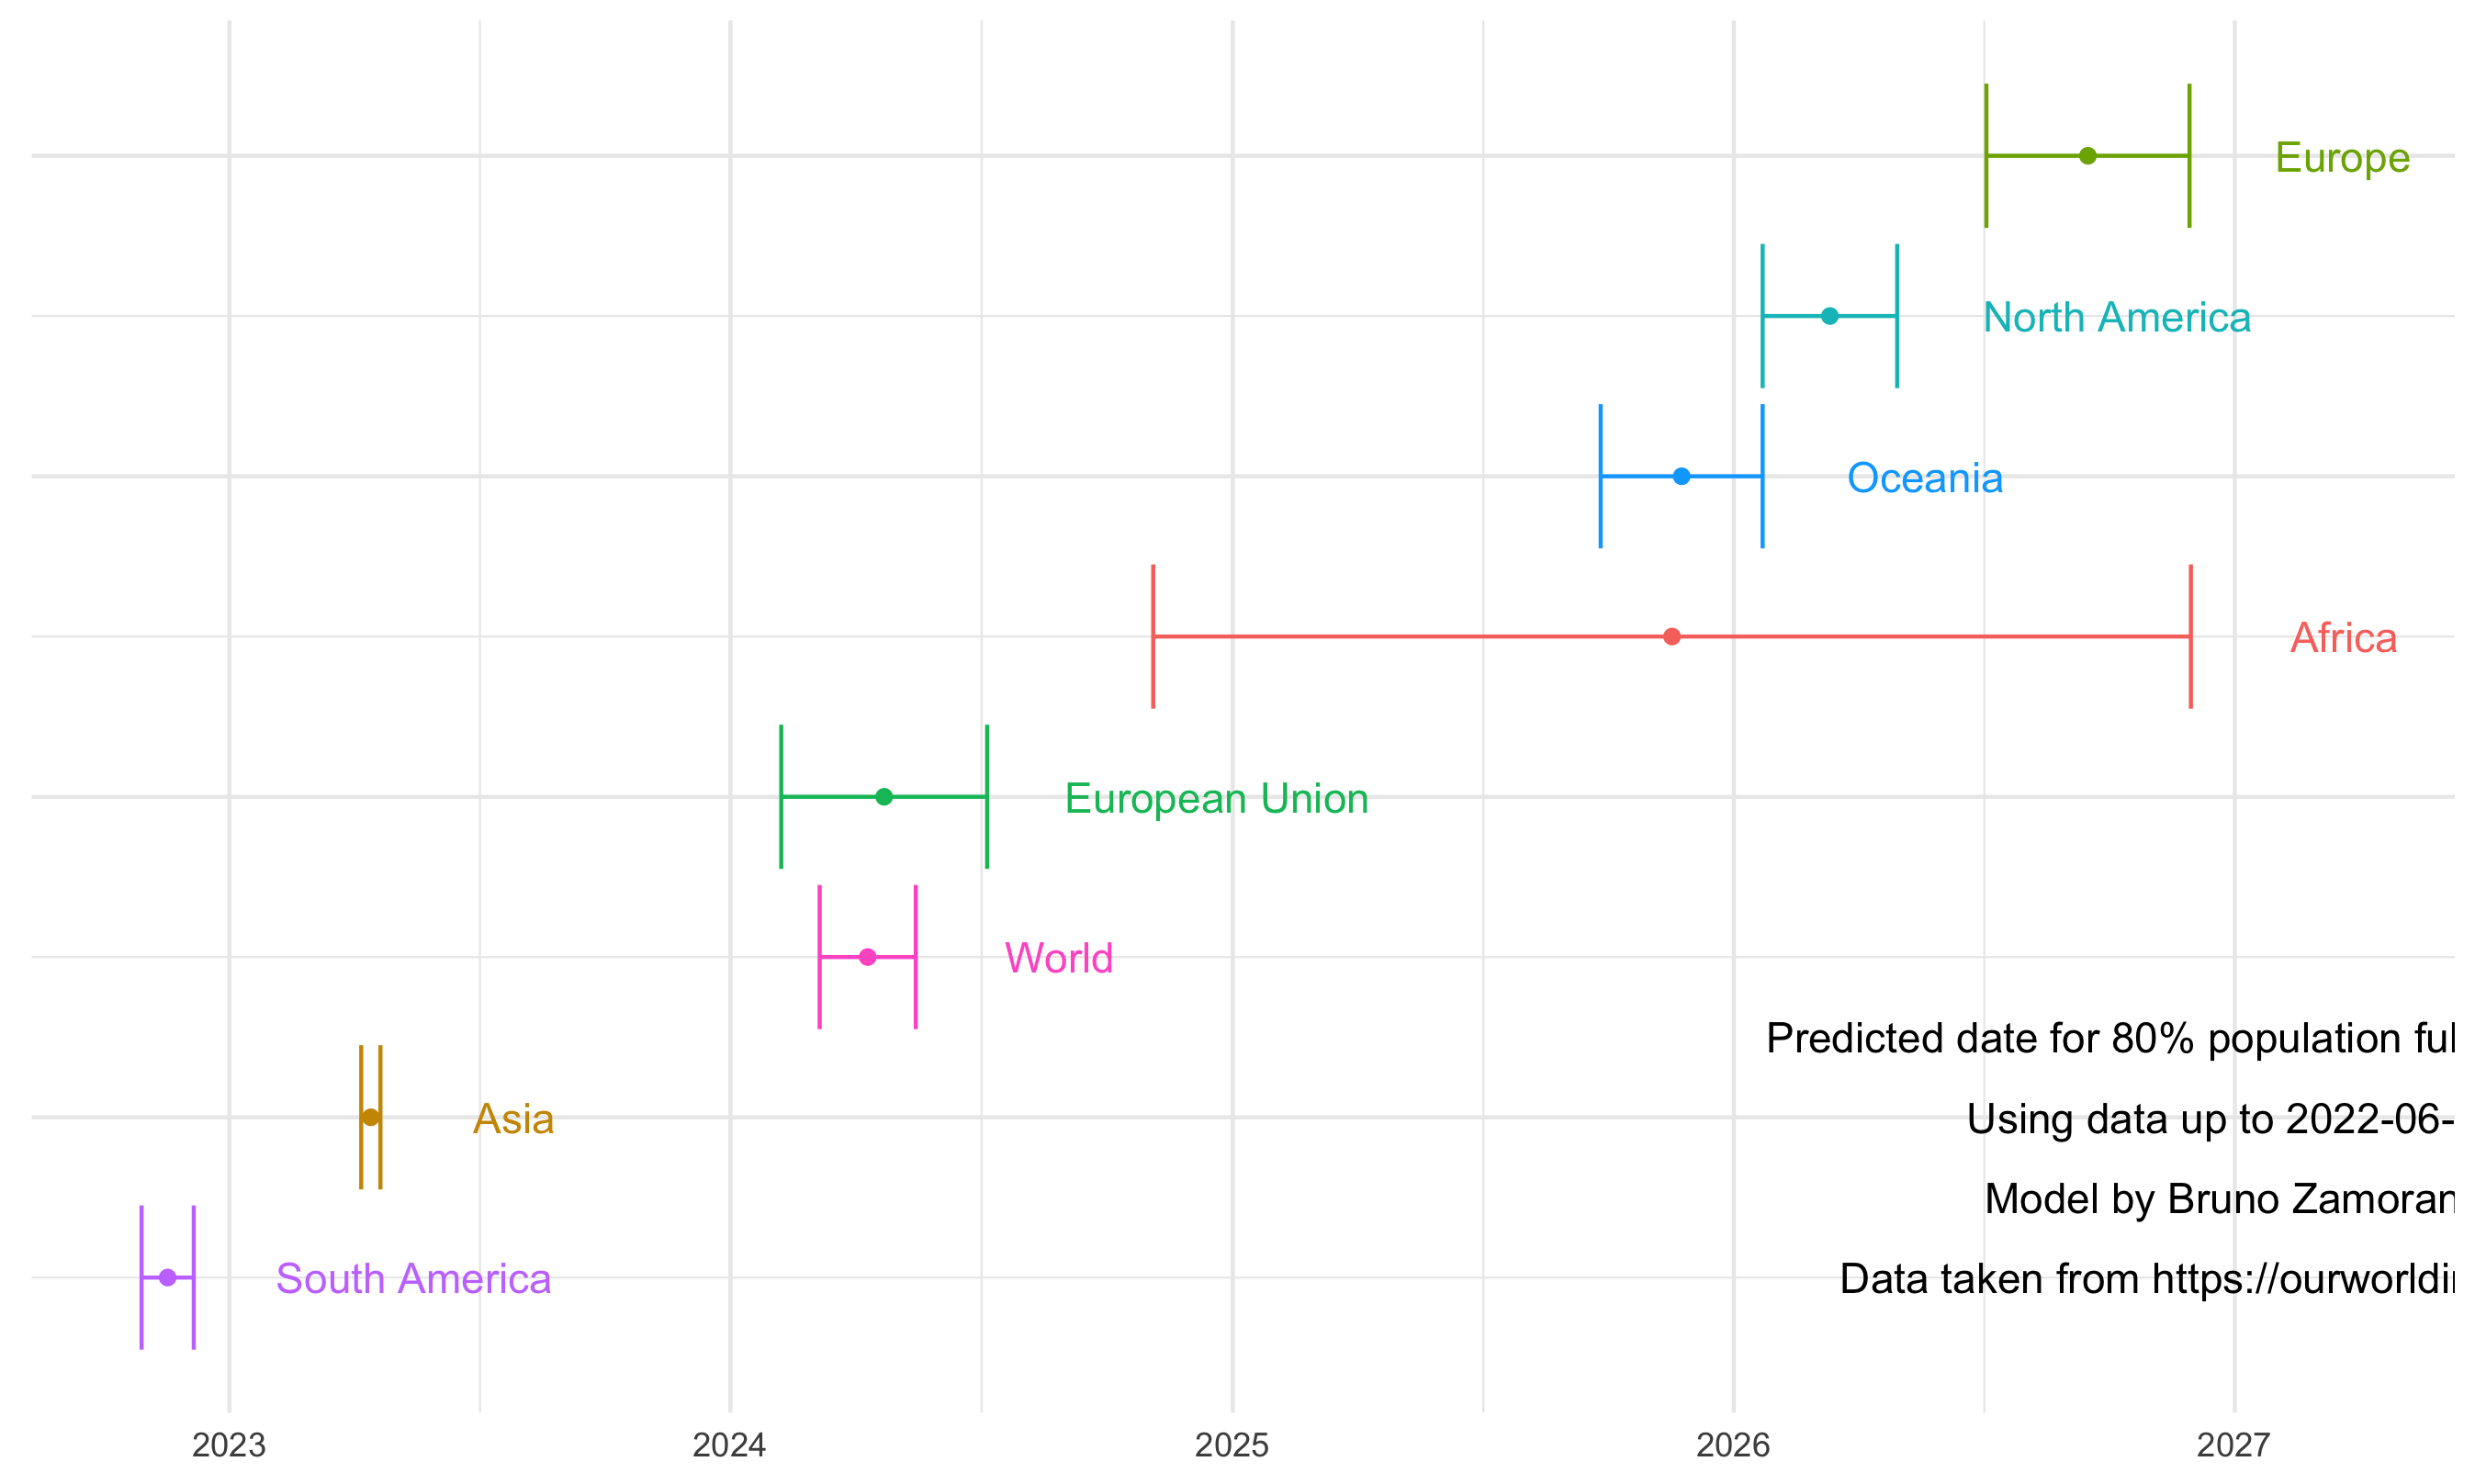 Europe
North America
Oceania
Africa
European Union
World
Predicted date for 80% population ful
Asia
Using data up to 2022-06-
Model by Bruno Zamoran
South America
Data taken from https://ourworldin
2023
2024
2025
2026
2027